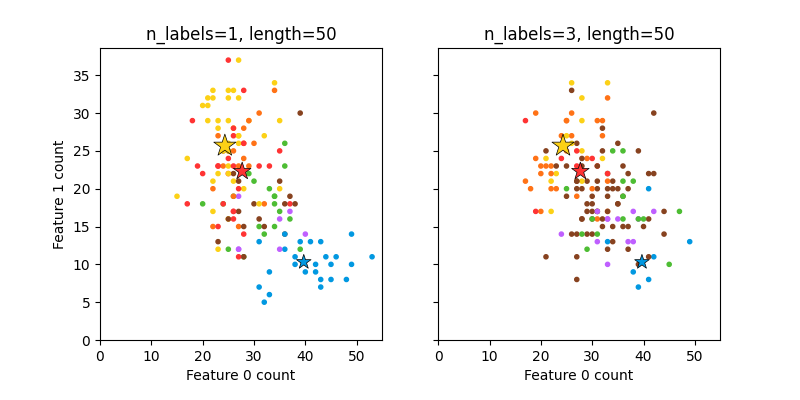 n_labels=1, length=50
n_labels=3, length=50
Feature 1 count
35
30
25
20
15
10
5
0
0 10 20 30 40 50
0 10 20 30 40 50
Feature 0 count
Feature 0 count